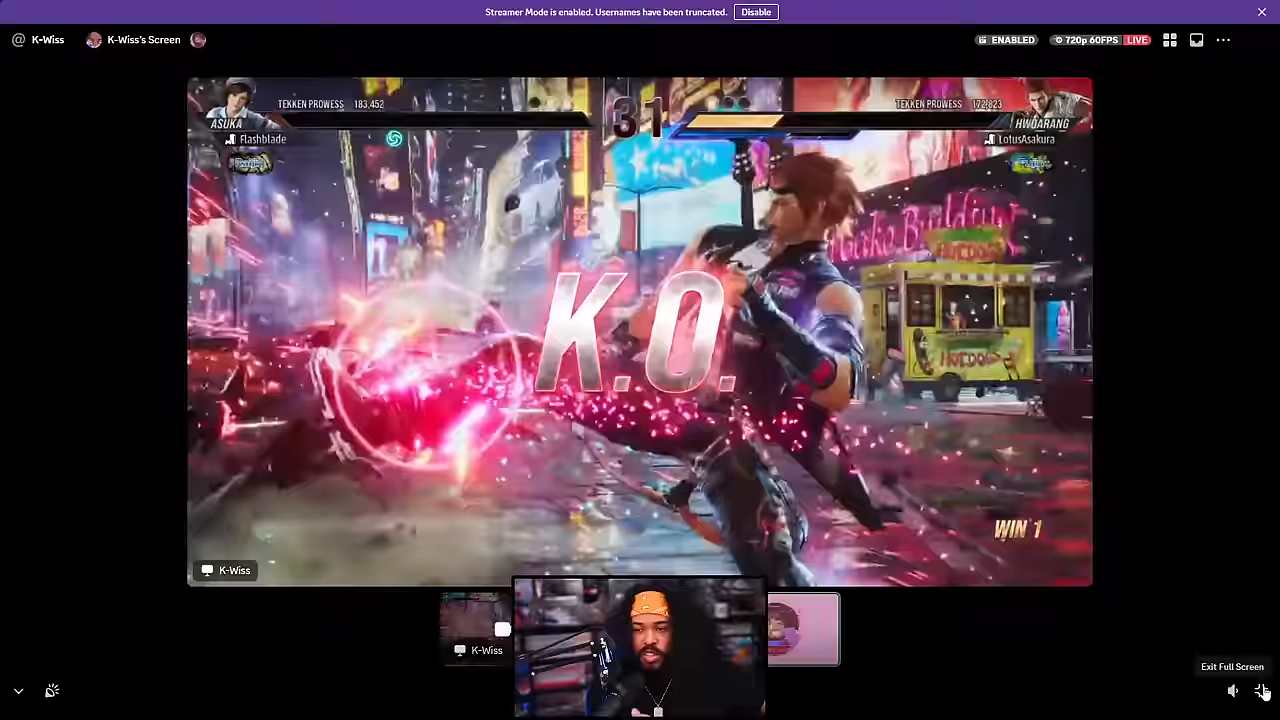 Streamer Mode is enabled. Usernames have been truncated. Disable
@ K-Wiss K-Wiss's Screen
ENABLED 720p 60FPS LIVE
TEKKEN PROWESS 183,452
31
TEKKEN PROWESS 172,823
ASUKA
HWOARANG
Flashblade
LotusAsakura
Building
HOTDOGS
K.O.
WIN 1
K-Wiss
K-Wiss
Exit Full Screen